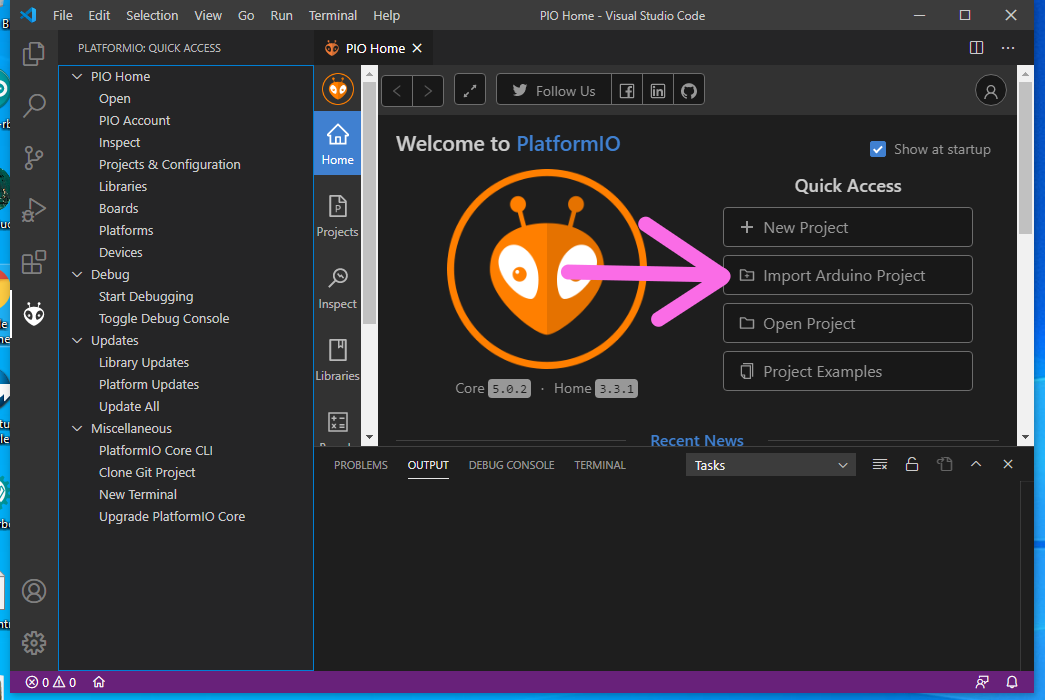 File Edit Selection View Go Run Terminal Help PIO Home - Visual Studio Code
PLATFORMIO: QUICK ACCESS
PIO Home
Open
PIO Account
Inspect
Projects & Configuration
Libraries
Boards
Platforms
Devices
Debug
Start Debugging
Toggle Debug Console
Updates
Library Updates
Platform Updates
Update All
Miscellaneous
PlatformIO Core CLI
Clone Git Project
New Terminal
Upgrade PlatformIO Core
PIO Home
Follow Us
Home
Projects
Inspect
Libraries
Welcome to PlatformIO
Show at startup
Quick Access
New Project
Import Arduino Project
Open Project
Project Examples
Core 5.0.2 · Home 3.3.1
Recent News
PROBLEMS OUTPUT DEBUG CONSOLE TERMINAL Tasks
0 0